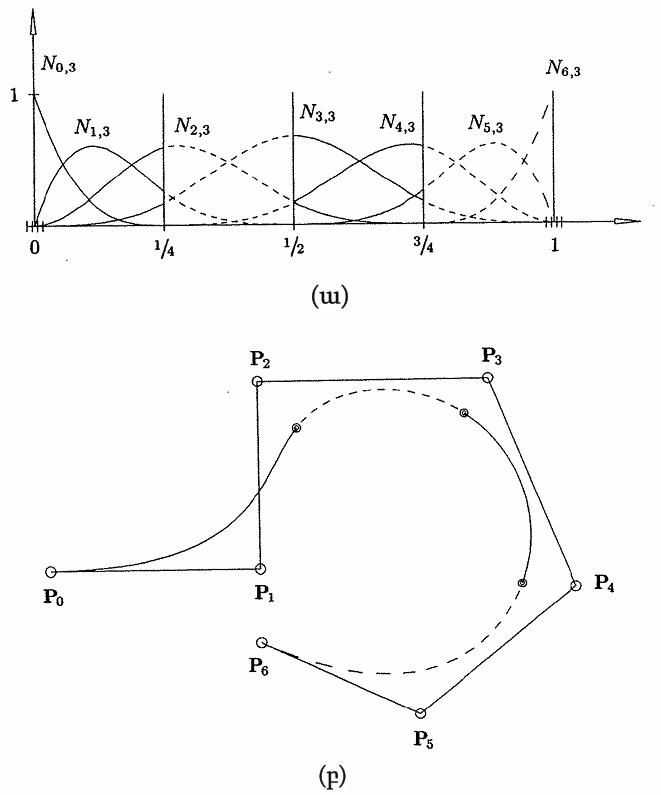 N₀,₃
N₆,₃
1
N₁,₃
N₂,₃
N₃,₃
N₄,₃
N₅,₃
0
1/4
1/2
3/4
1
(ա)
P₂
P₃
P₀
P₁
P₄
P₆
P₅
(բ)